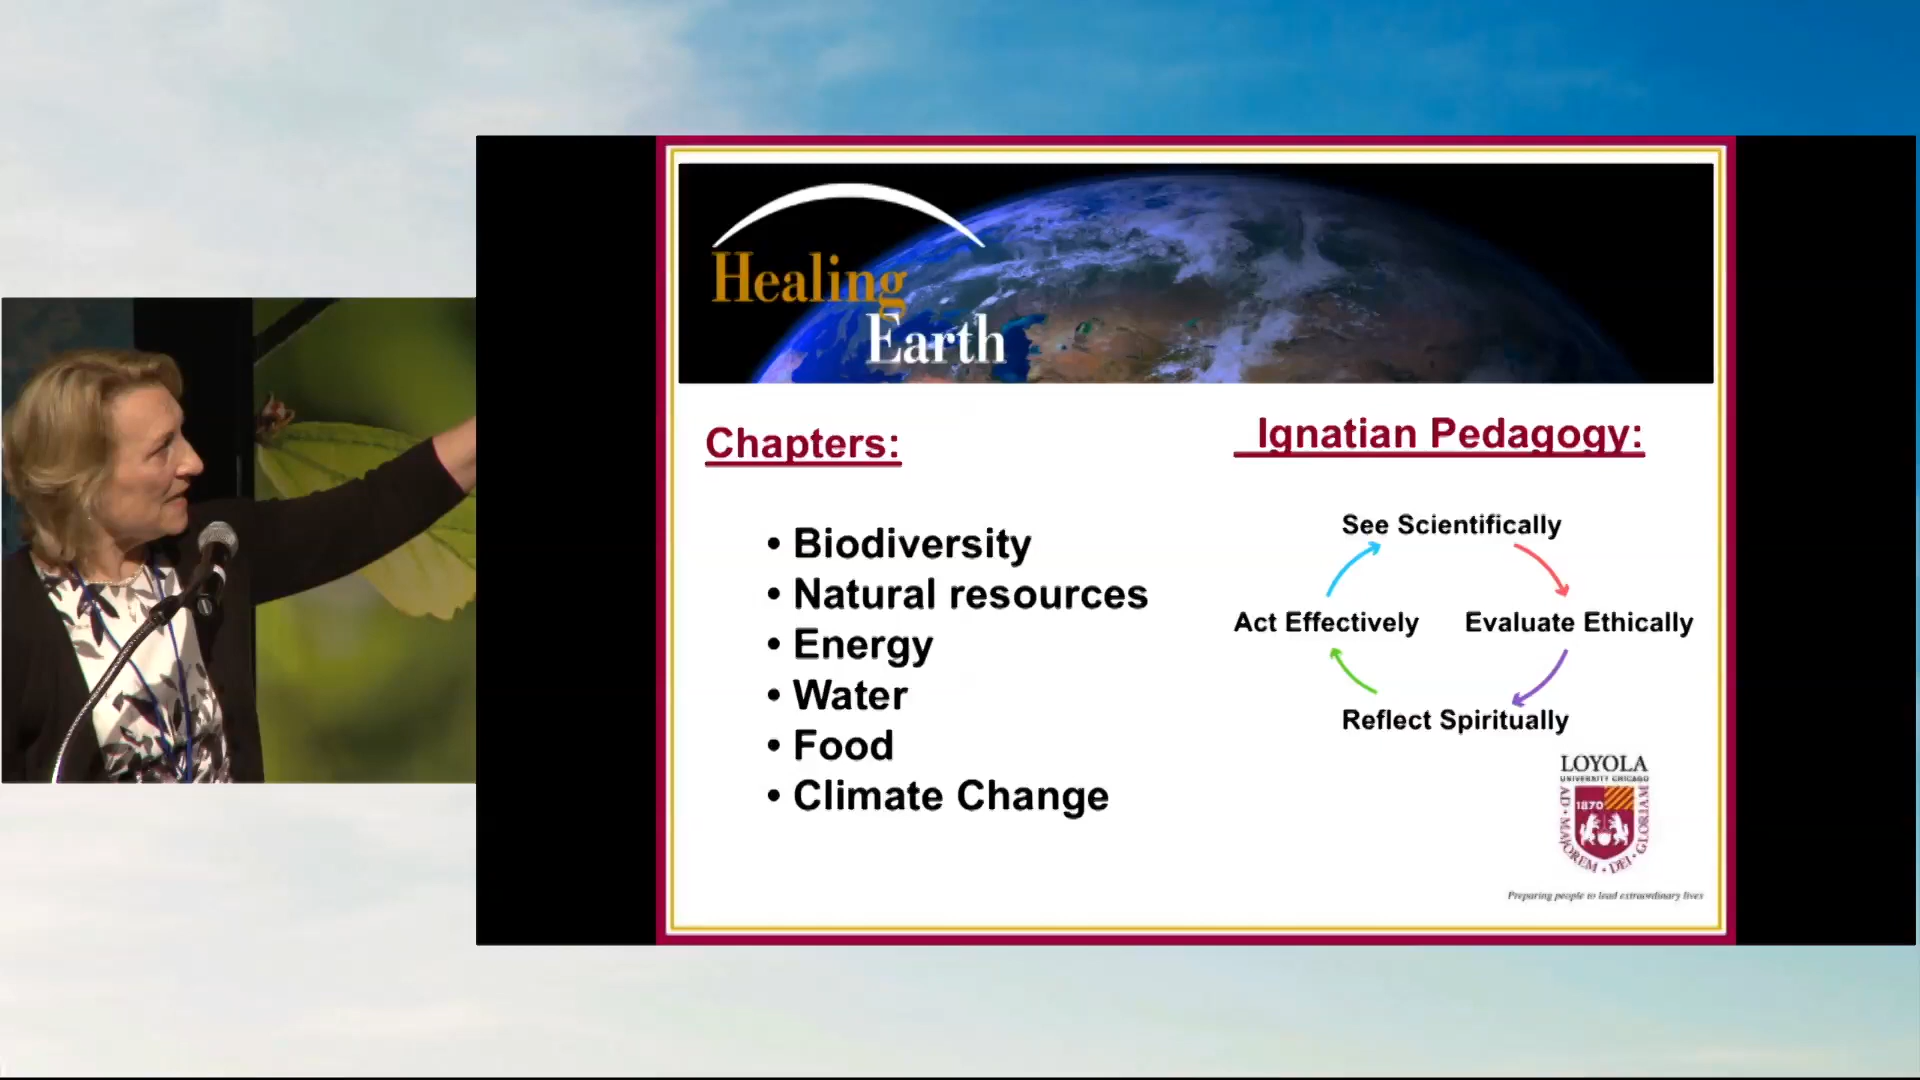 Healing
Earth
Chapters:
• Biodiversity
• Natural resources
• Energy
• Water
• Food
• Climate Change
Ignatian Pedagogy:
See Scientifically
Act Effectively
Evaluate Ethically
Reflect Spiritually
LOYOLA
UNIVERSITY CHICAGO
1870
AD • MAJOREM • DEI • GLORIAM
Preparing people to lead extraordinary lives